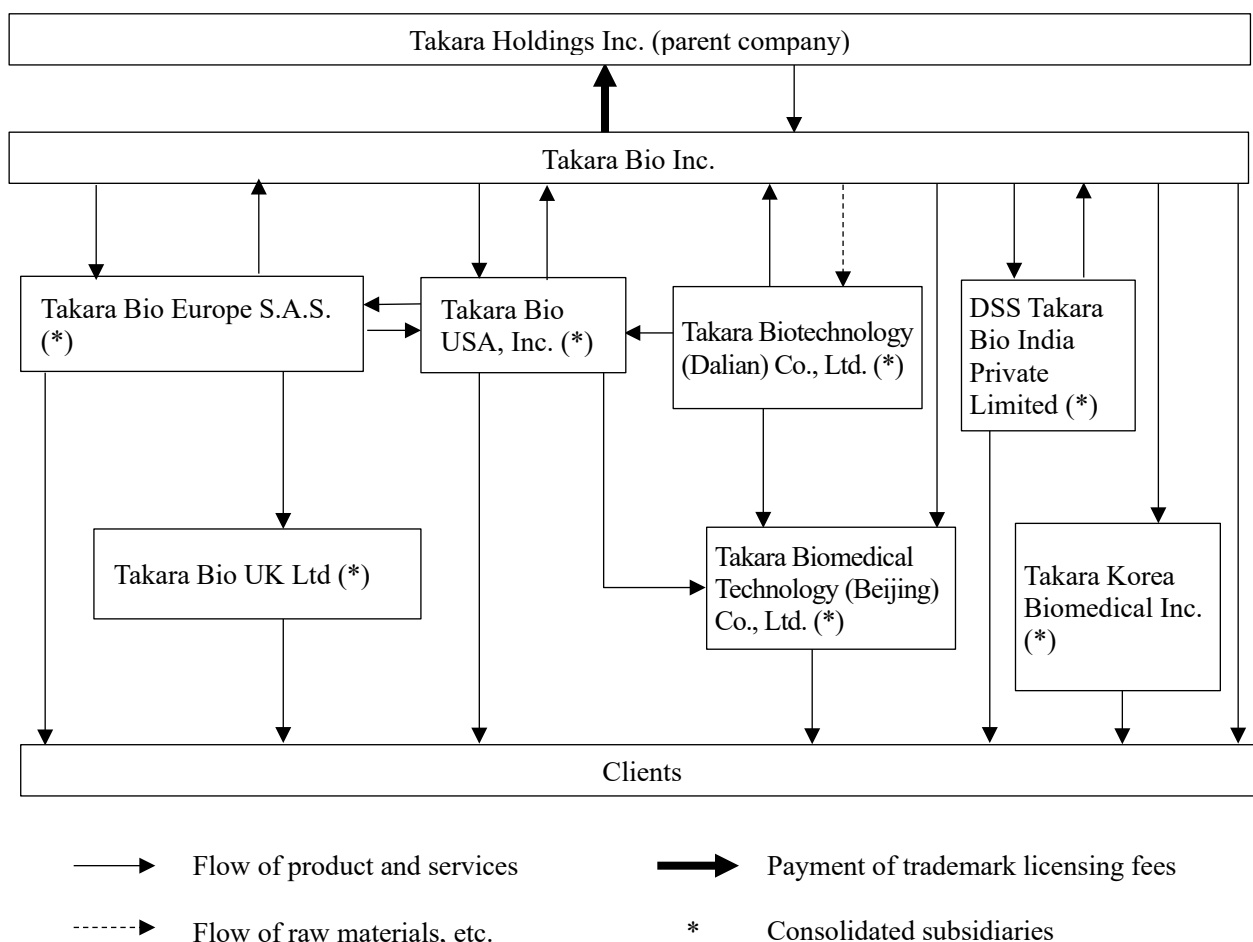 Takara Holdings Inc. (parent company)
Takara Bio Inc.
Takara Bio Europe S.A.S.
(*)
Takara Bio
USA, Inc. (*)
Takara Biotechnology
(Dalian) Co., Ltd. (*)
DSS Takara
Bio India
Private
Limited (*)
Takara Bio UK Ltd (*)
Takara Biomedical
Technology (Beijing)
Co., Ltd. (*)
Takara Korea
Biomedical Inc.
(*)
Clients
Flow of product and services
Payment of trademark licensing fees
Flow of raw materials, etc.
* Consolidated subsidiaries